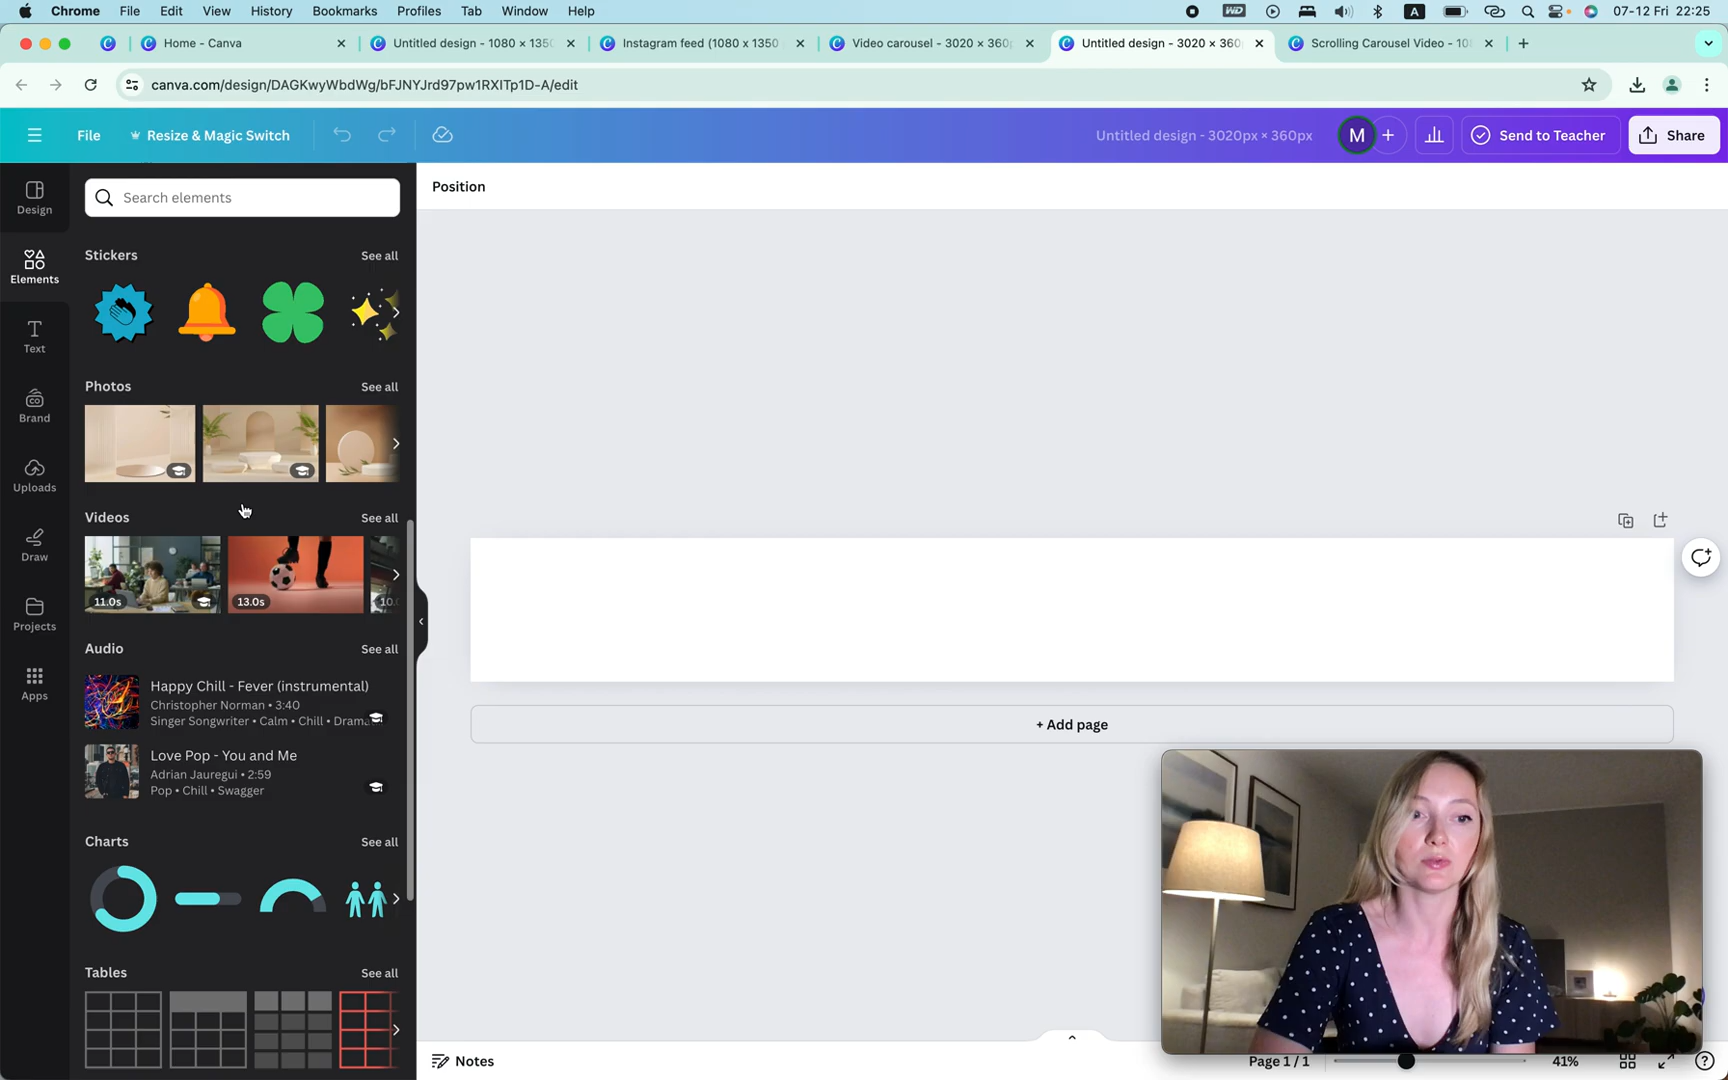 Chrome File Edit View History Bookmarks Profiles Tab Window Help A 07-12 Fri 22:25
Home - Canva Untitled design - 1080 × 135 Instagram feed (1080 x 1350 Video carousel - 3020 × 360 Untitled design - 3020 × 360 Scrolling Carousel Video - 10
canva.com/design/DAGKwyWbdWg/bFJNYJrd97pw1RXITp1D-A/edit
File Resize & Magic Switch Untitled design - 3020px × 360px M Send to Teacher Share
Search elements
Position
Design
Elements
Text
Brand
Uploads
Draw
Projects
Apps
Stickers See all
Photos See all
Videos See all
11.0s 13.0s
Audio See all
Happy Chill - Fever (instrumental)
Christopher Norman • 3:40
Singer Songwriter • Calm • Chill • Drama
Love Pop - You and Me
Adrian Jauregui • 2:59
Pop • Chill • Swagger
Charts See all
Tables See all
+ Add page
Notes
Page 1 / 1 41%